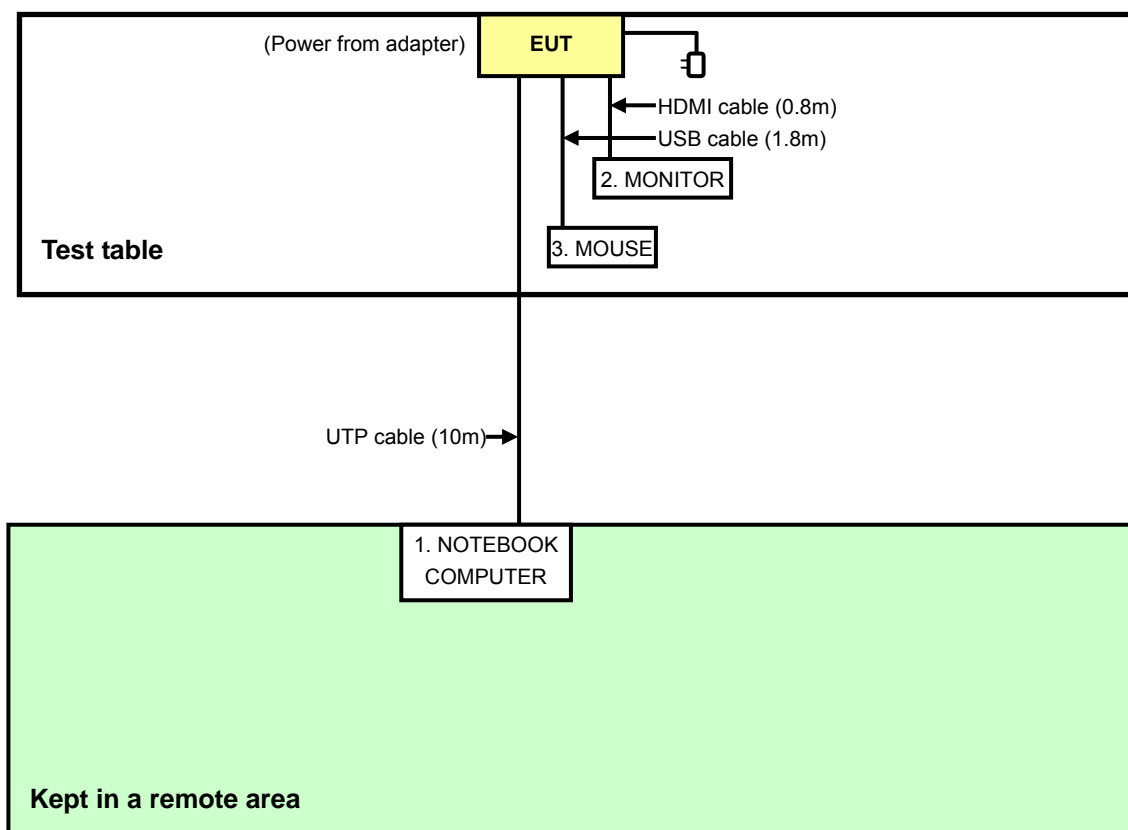 (Power from adapter)
EUT
HDMI cable (0.8m)
USB cable (1.8m)
2. MONITOR
3. MOUSE
Test table
UTP cable (10m)
1. NOTEBOOK
COMPUTER
Kept in a remote area